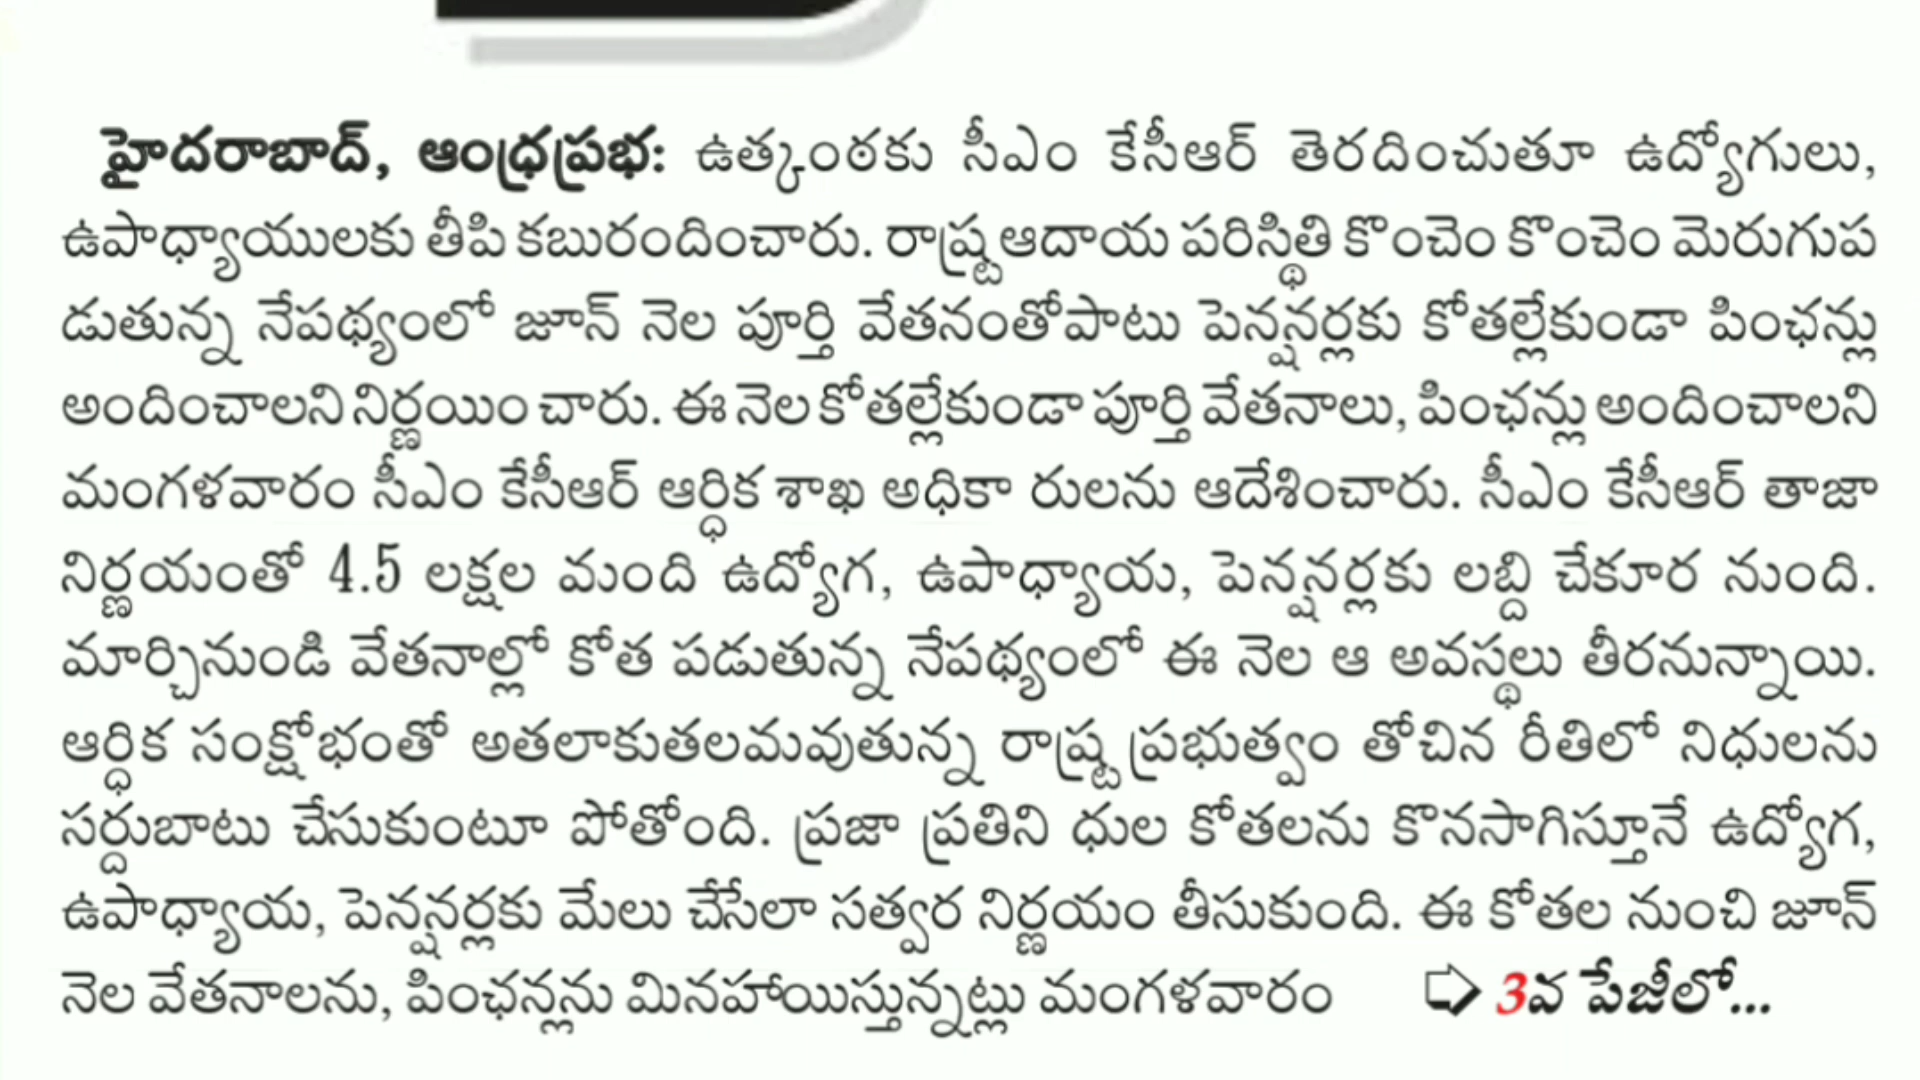 హైదరాబాద్, ఆంధ్రప్రభ: ఉత్కంఠకు సీఎం కేసీఆర్ తెరదించుతూ ఉద్యోగులు,
ఉపాధ్యాయులకు తీపి కబురందించారు. రాష్ట్ర ఆదాయ పరిస్థితి కొంచెం కొంచెం మెరుగుప
డుతున్న నేపథ్యంలో జూన్ నెల పూర్తి వేతనంతోపాటు పెన్షనర్లకు కోతల్లేకుండా పింఛన్లు
అందించాలని నిర్ణయిం చారు. ఈ నెల కోతల్లేకుండా పూర్తి వేతనాలు, పింఛన్లు అందించాలని
మంగళవారం సీఎం కేసీఆర్ ఆర్ధిక శాఖ అధికా రులను ఆదేశించారు. సీఎం కేసీఆర్ తాజా
నిర్ణయంతో 4.5 లక్షల మంది ఉద్యోగ, ఉపాధ్యాయ, పెన్షనర్లకు లబ్ది చేకూర నుంది.
మార్చినుండి వేతనాల్లో కోత పడుతున్న నేపథ్యంలో ఈ నెల ఆ అవస్థలు తీరనున్నాయి.
ఆర్ధిక సంక్షోభంతో అతలాకుతలమవుతున్న రాష్ట్ర ప్రభుత్వం తోచిన రీతిలో నిధులను
సర్దుబాటు చేసుకుంటూ పోతోంది. ప్రజా ప్రతిని ధుల కోతలను కొనసాగిస్తూనే ఉద్యోగ,
ఉపాధ్యాయ, పెన్షనర్లకు మేలు చేసేలా సత్వర నిర్ణయం తీసుకుంది. ఈ కోతల నుంచి జూన్
నెల వేతనాలను, పింఛన్లను మినహాయిస్తున్నట్లు మంగళవారం ➪ 3వ పేజీలో...